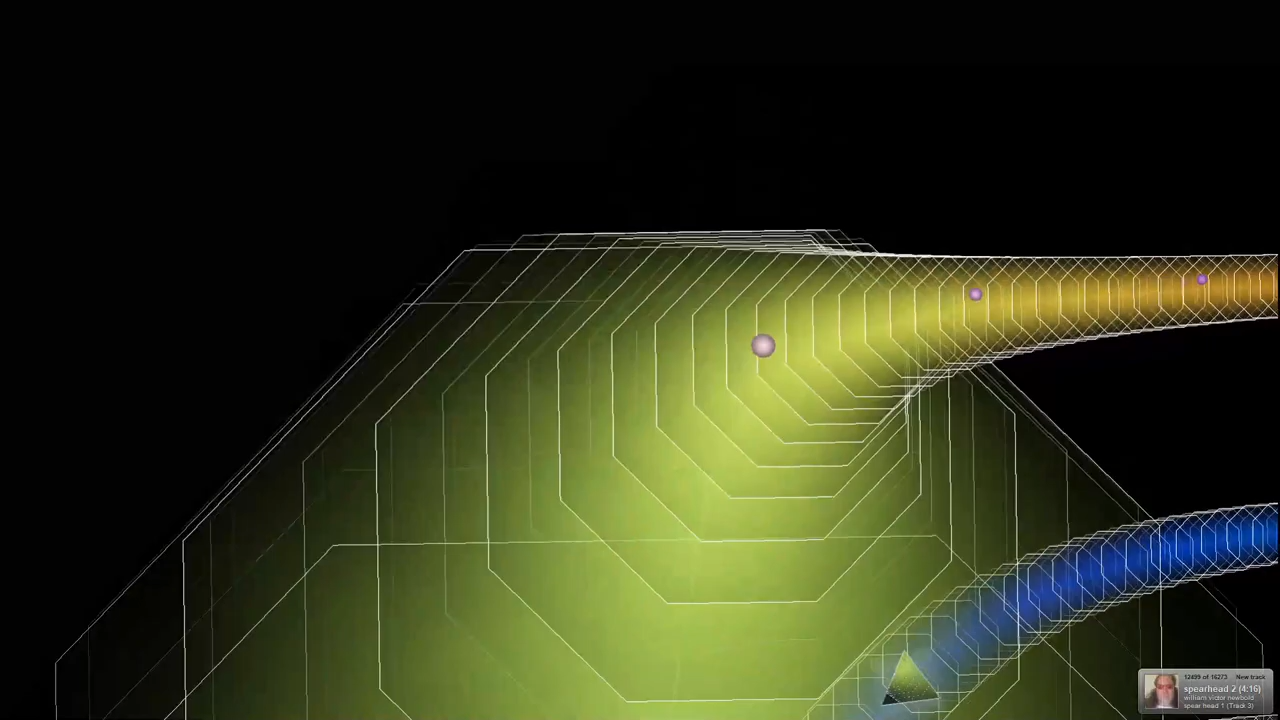 12499 of 16273 New track
spearhead 2 (4:16)
william victor newbold
spear head 1 (Track 3)